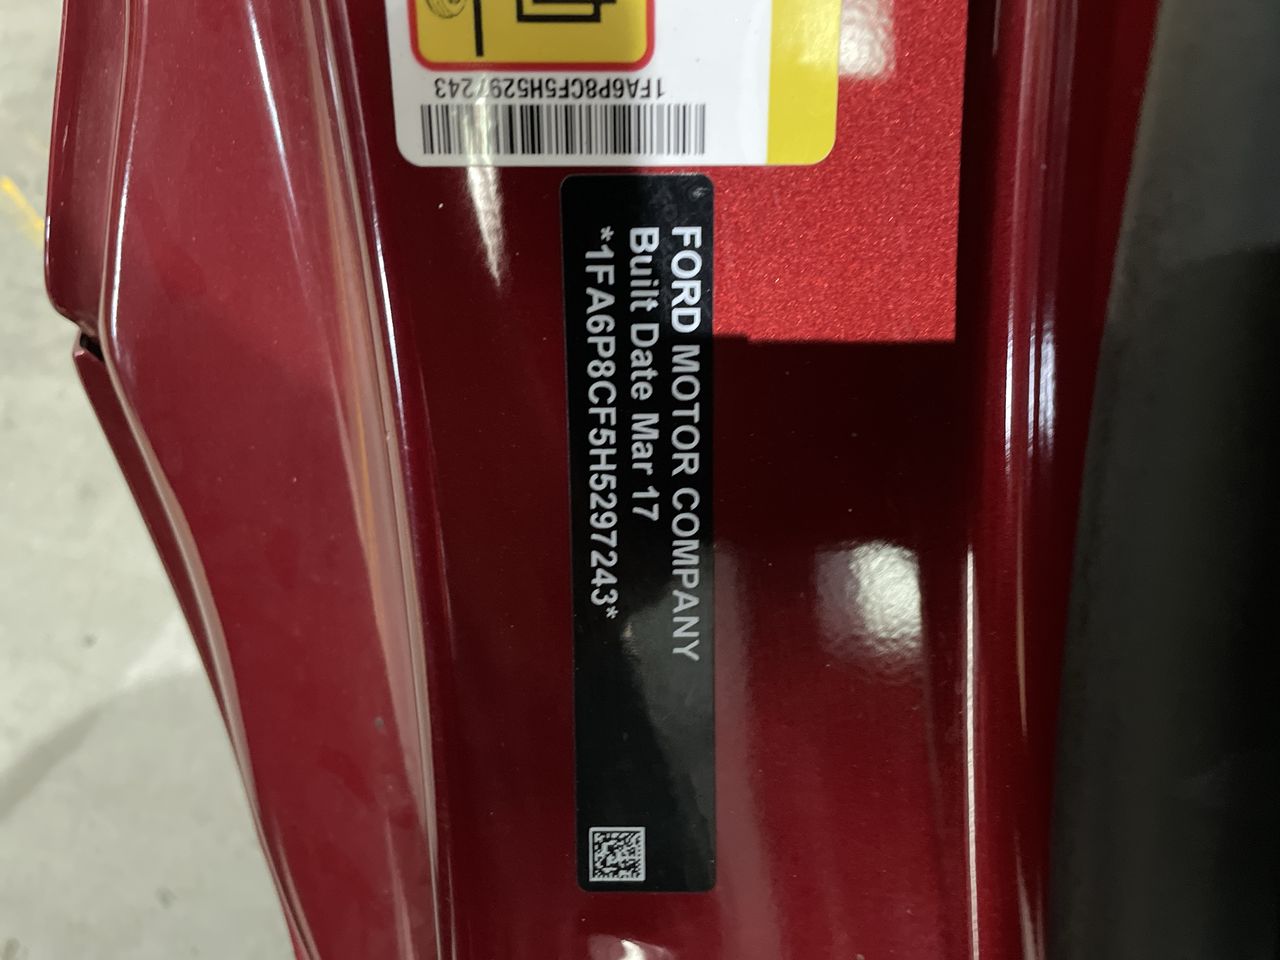 1FA6P8CF5H5297243
FORD MOTOR COMPANY
Built Date Mar 17
*1FA6P8CF5H5297243*